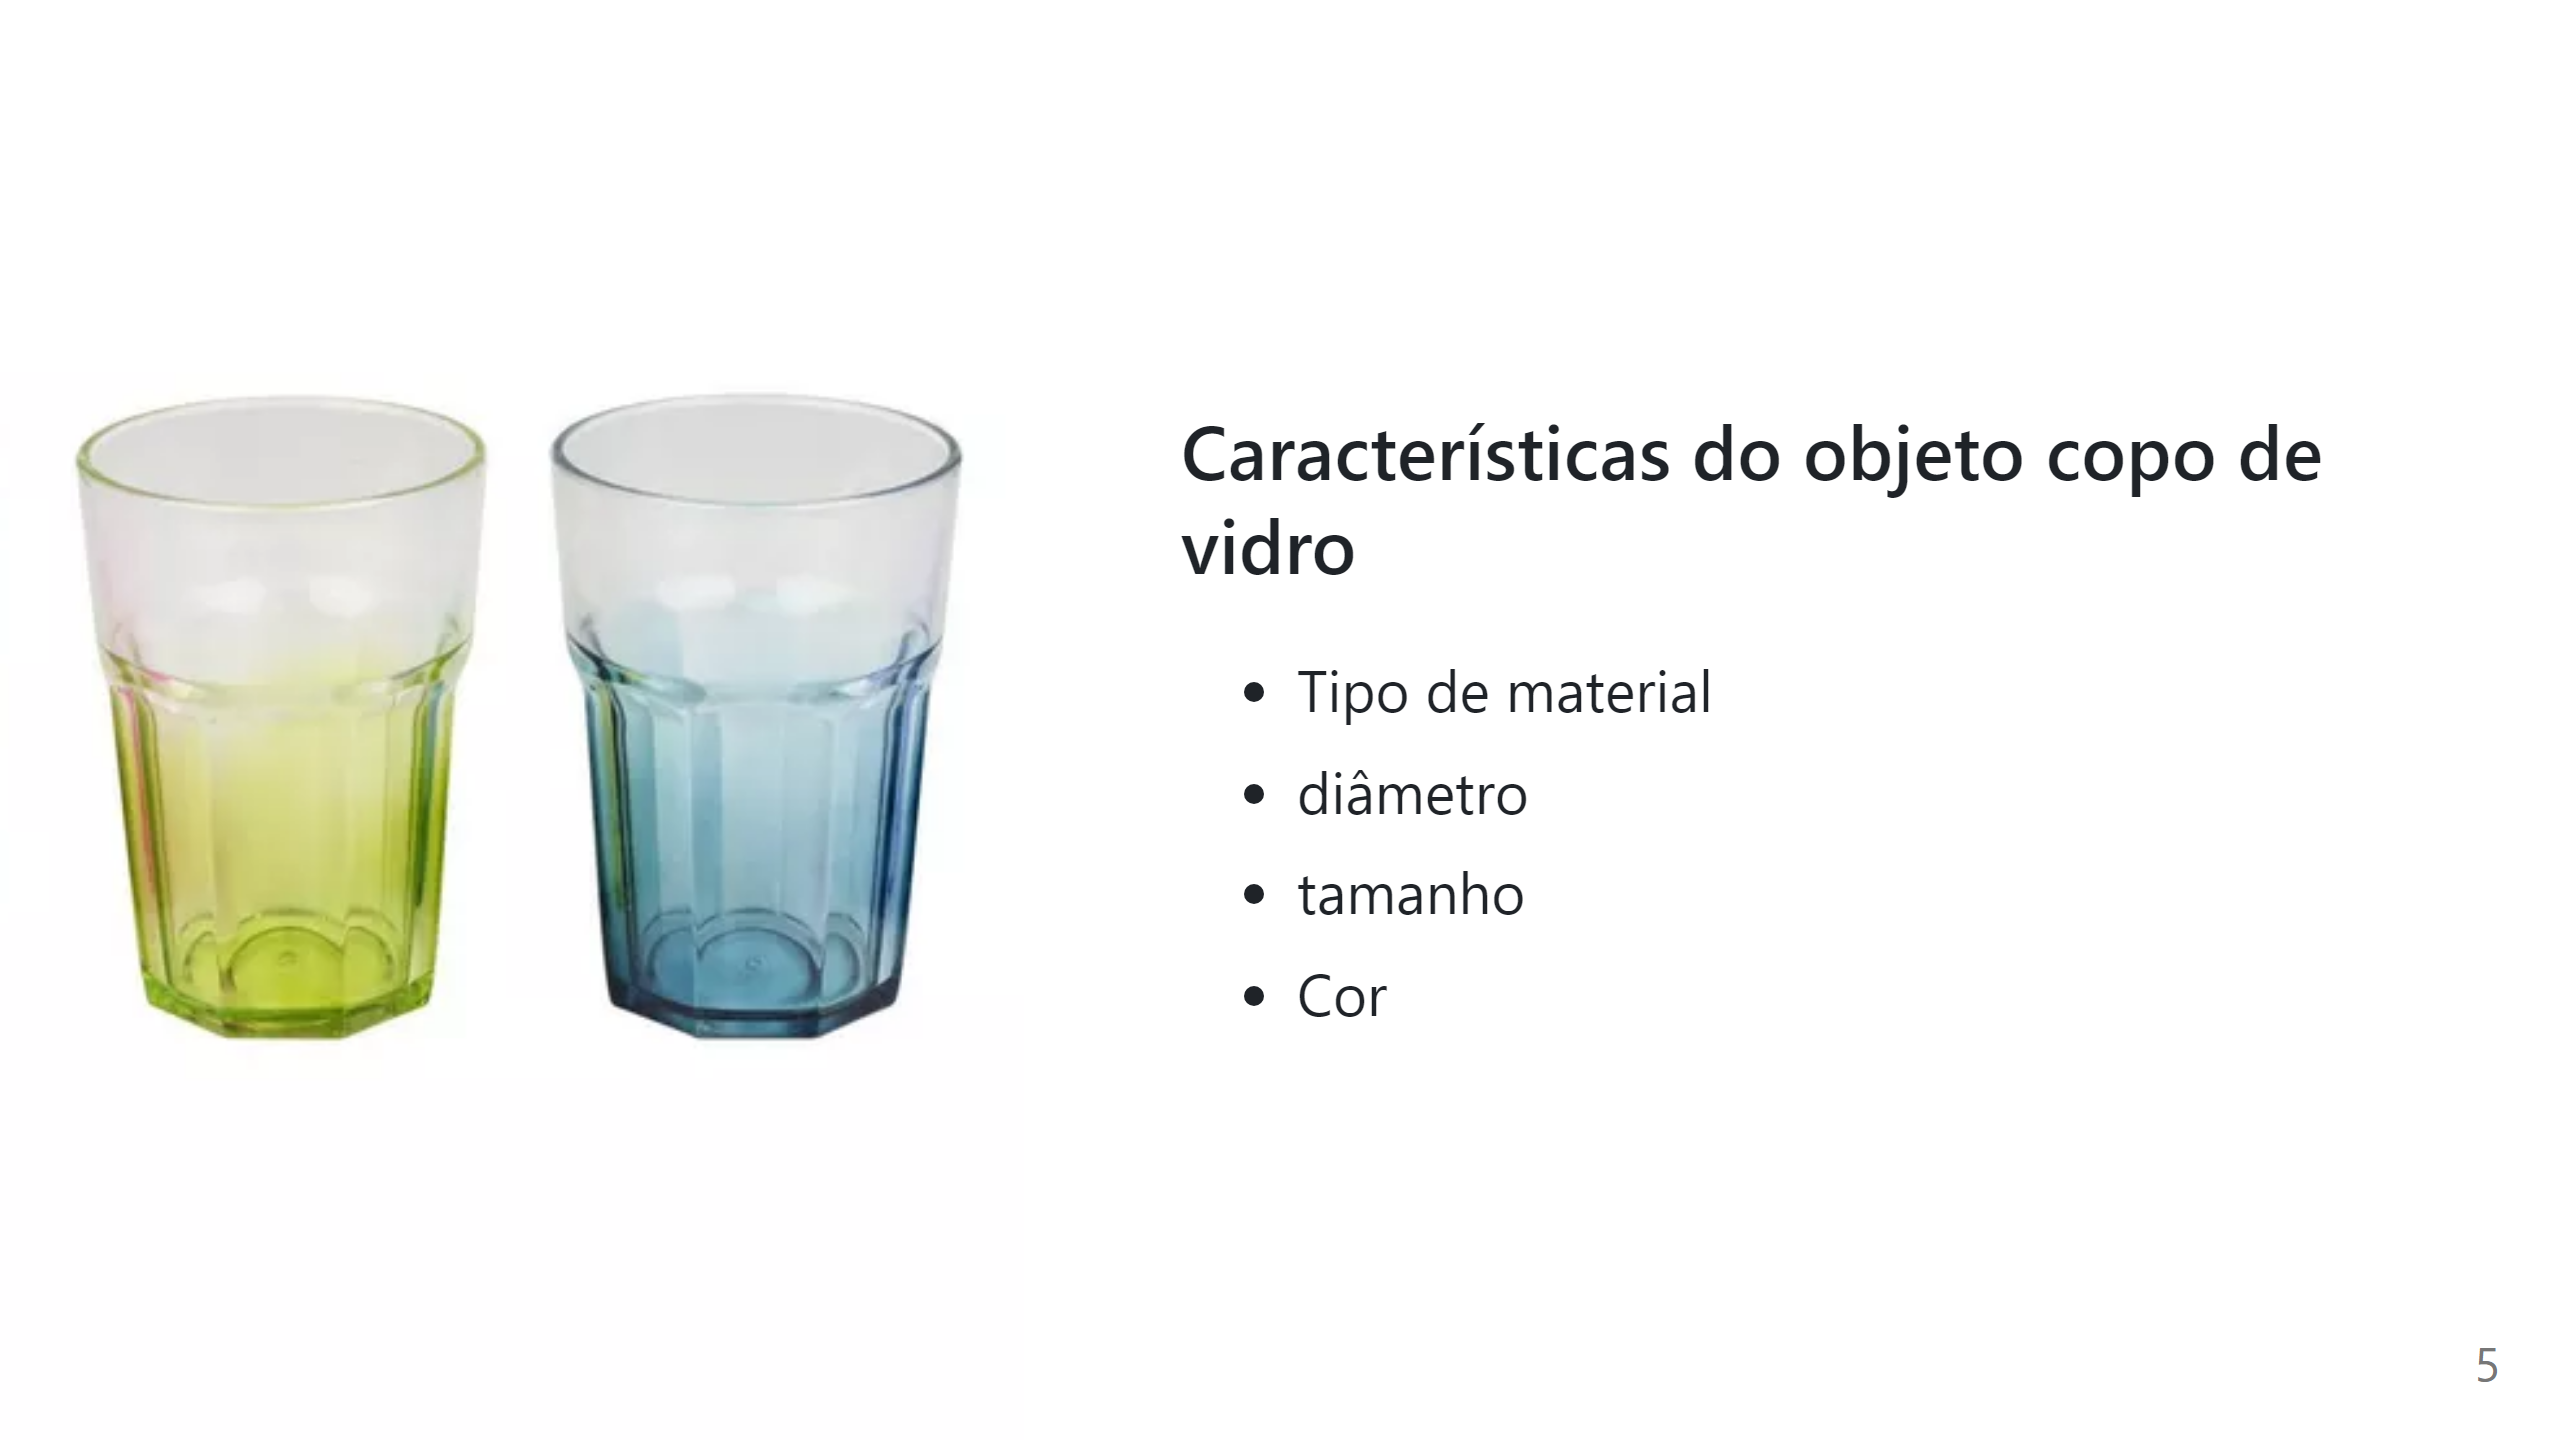 Características do objeto copo de
vidro
• Tipo de material
• diâmetro
• tamanho
• Cor
5